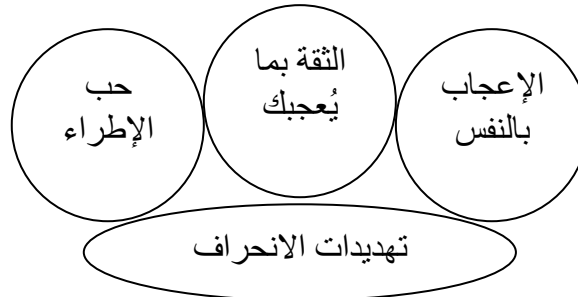 الإعجاب
بالنفس
الثقة بما
يُعجبك
حب
الإطراء
تهديدات الانحراف